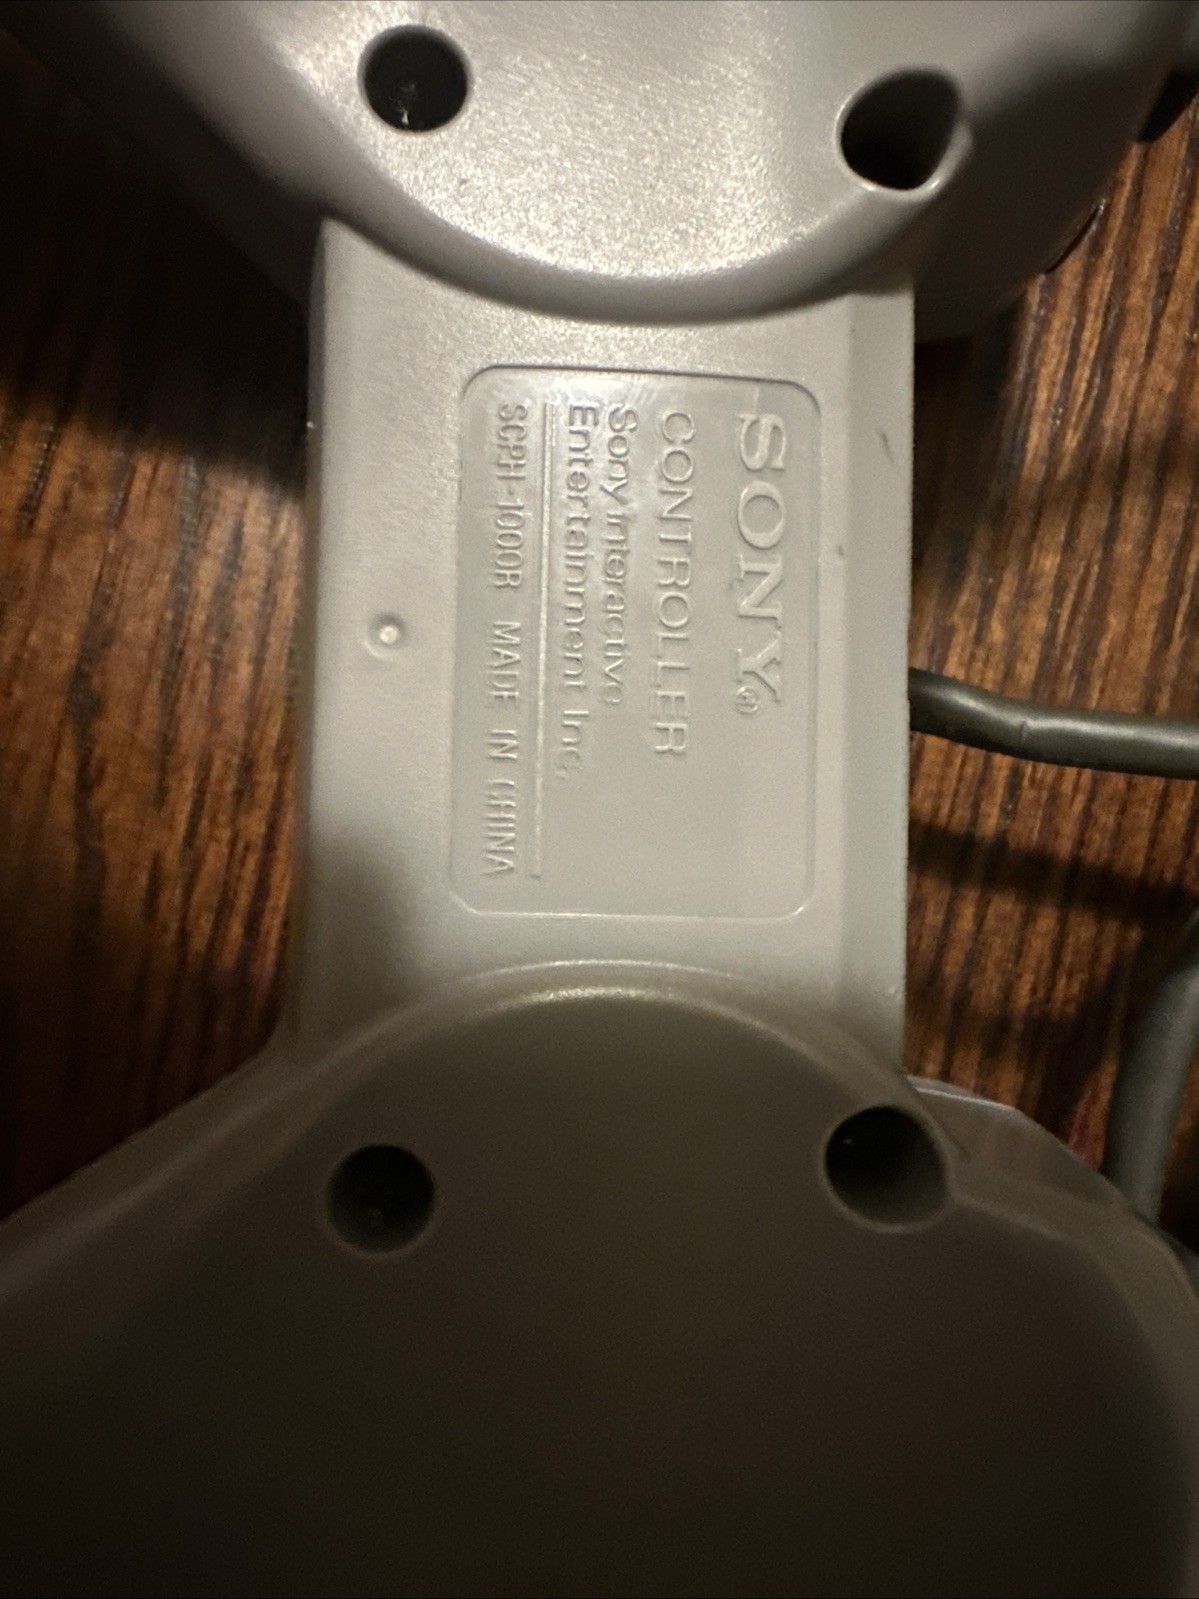 SONY®
CONTROLLER
Sony Interactive
Entertainment Inc.
SCPH-1000R MADE IN CHINA